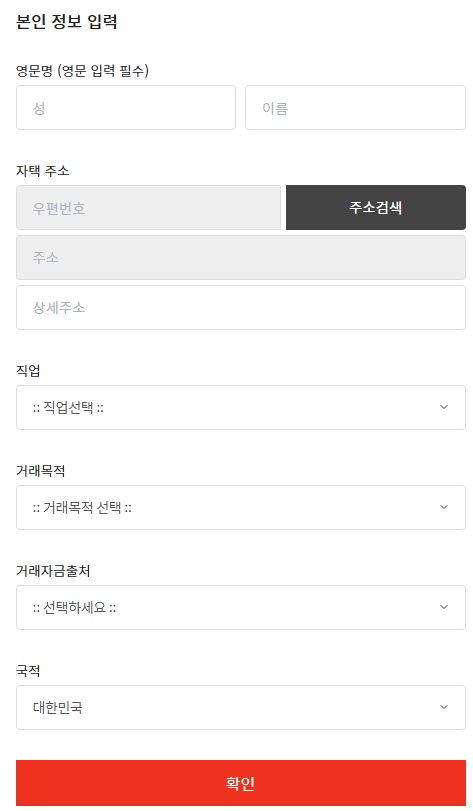 본인 정보 입력
영문명 (영문 입력 필수)
성 이름
자택 주소
우편번호 주소검색
주소
상세주소
직업
:: 직업선택 ::
거래목적
:: 거래목적 선택 ::
거래자금출처
:: 선택하세요 ::
국적
대한민국
확인